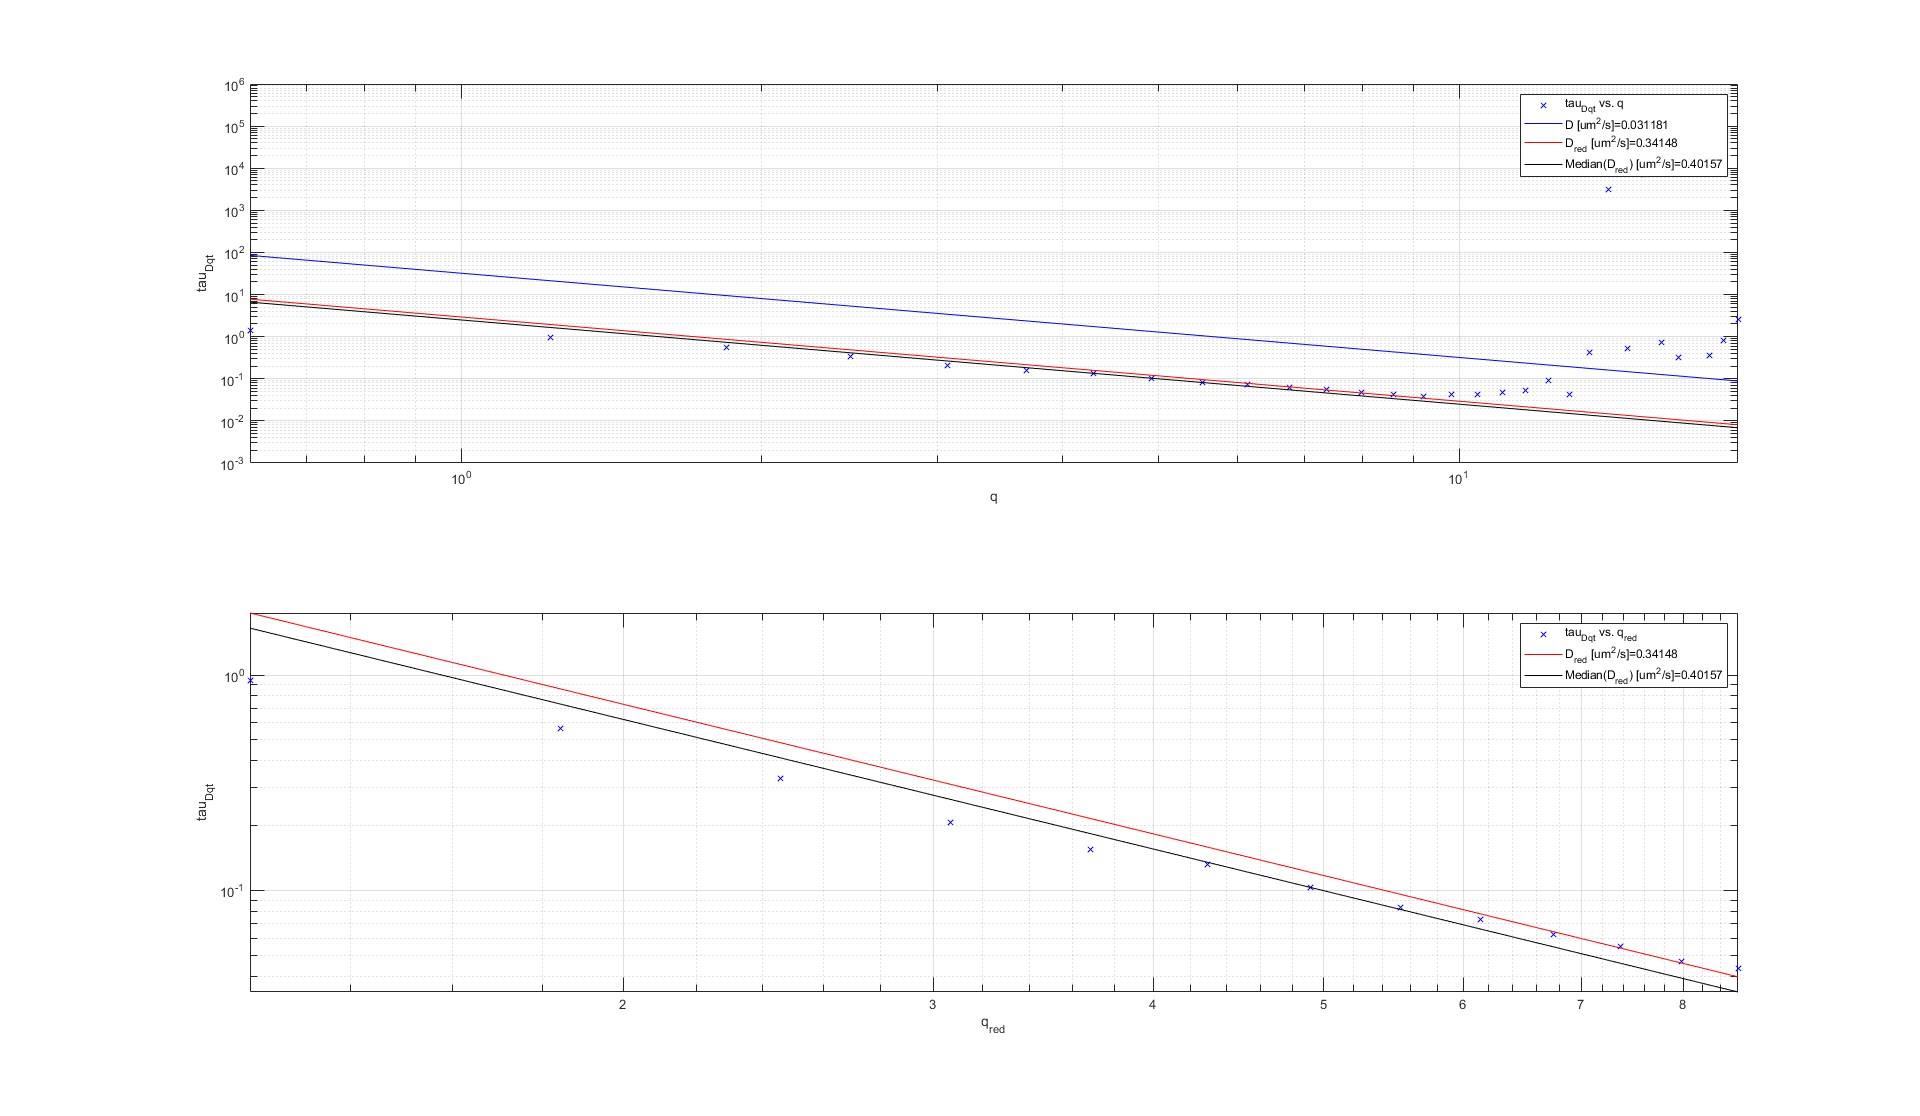 10^6
10^5
10^4
10^3
10^2
10^1
10^0
10^-1
10^-2
10^-3
tau_Dqt
tau_Dqt vs. q
D [um^2/s]=0.031181
D_red [um^2/s]=0.34148
Median(D_red) [um^2/s]=0.40157
10^0 10^1
q
10^0
10^-1
tau_Dqt
tau_Dqt vs. q_red
D_red [um^2/s]=0.34148
Median(D_red) [um^2/s]=0.40157
2 3 4 5 6 7 8
q_red